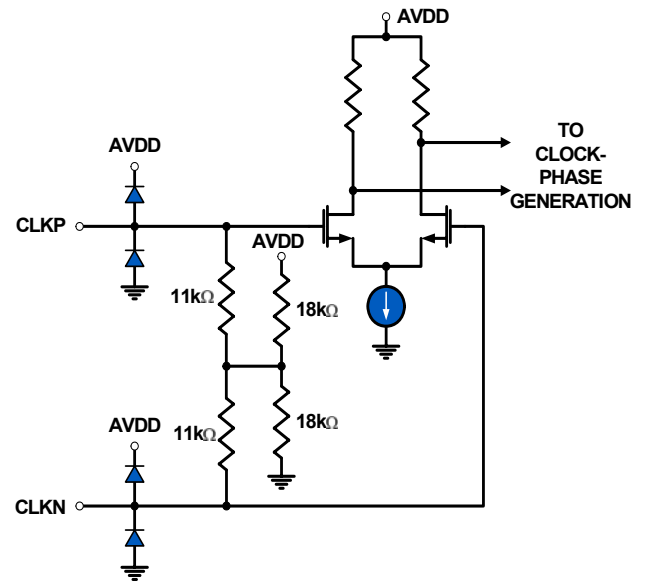 AVDD
TO
CLOCK-
PHASE
GENERATION
AVDD
CLKP
AVDD
11kΩ
18kΩ
11kΩ
18kΩ
AVDD
CLKN